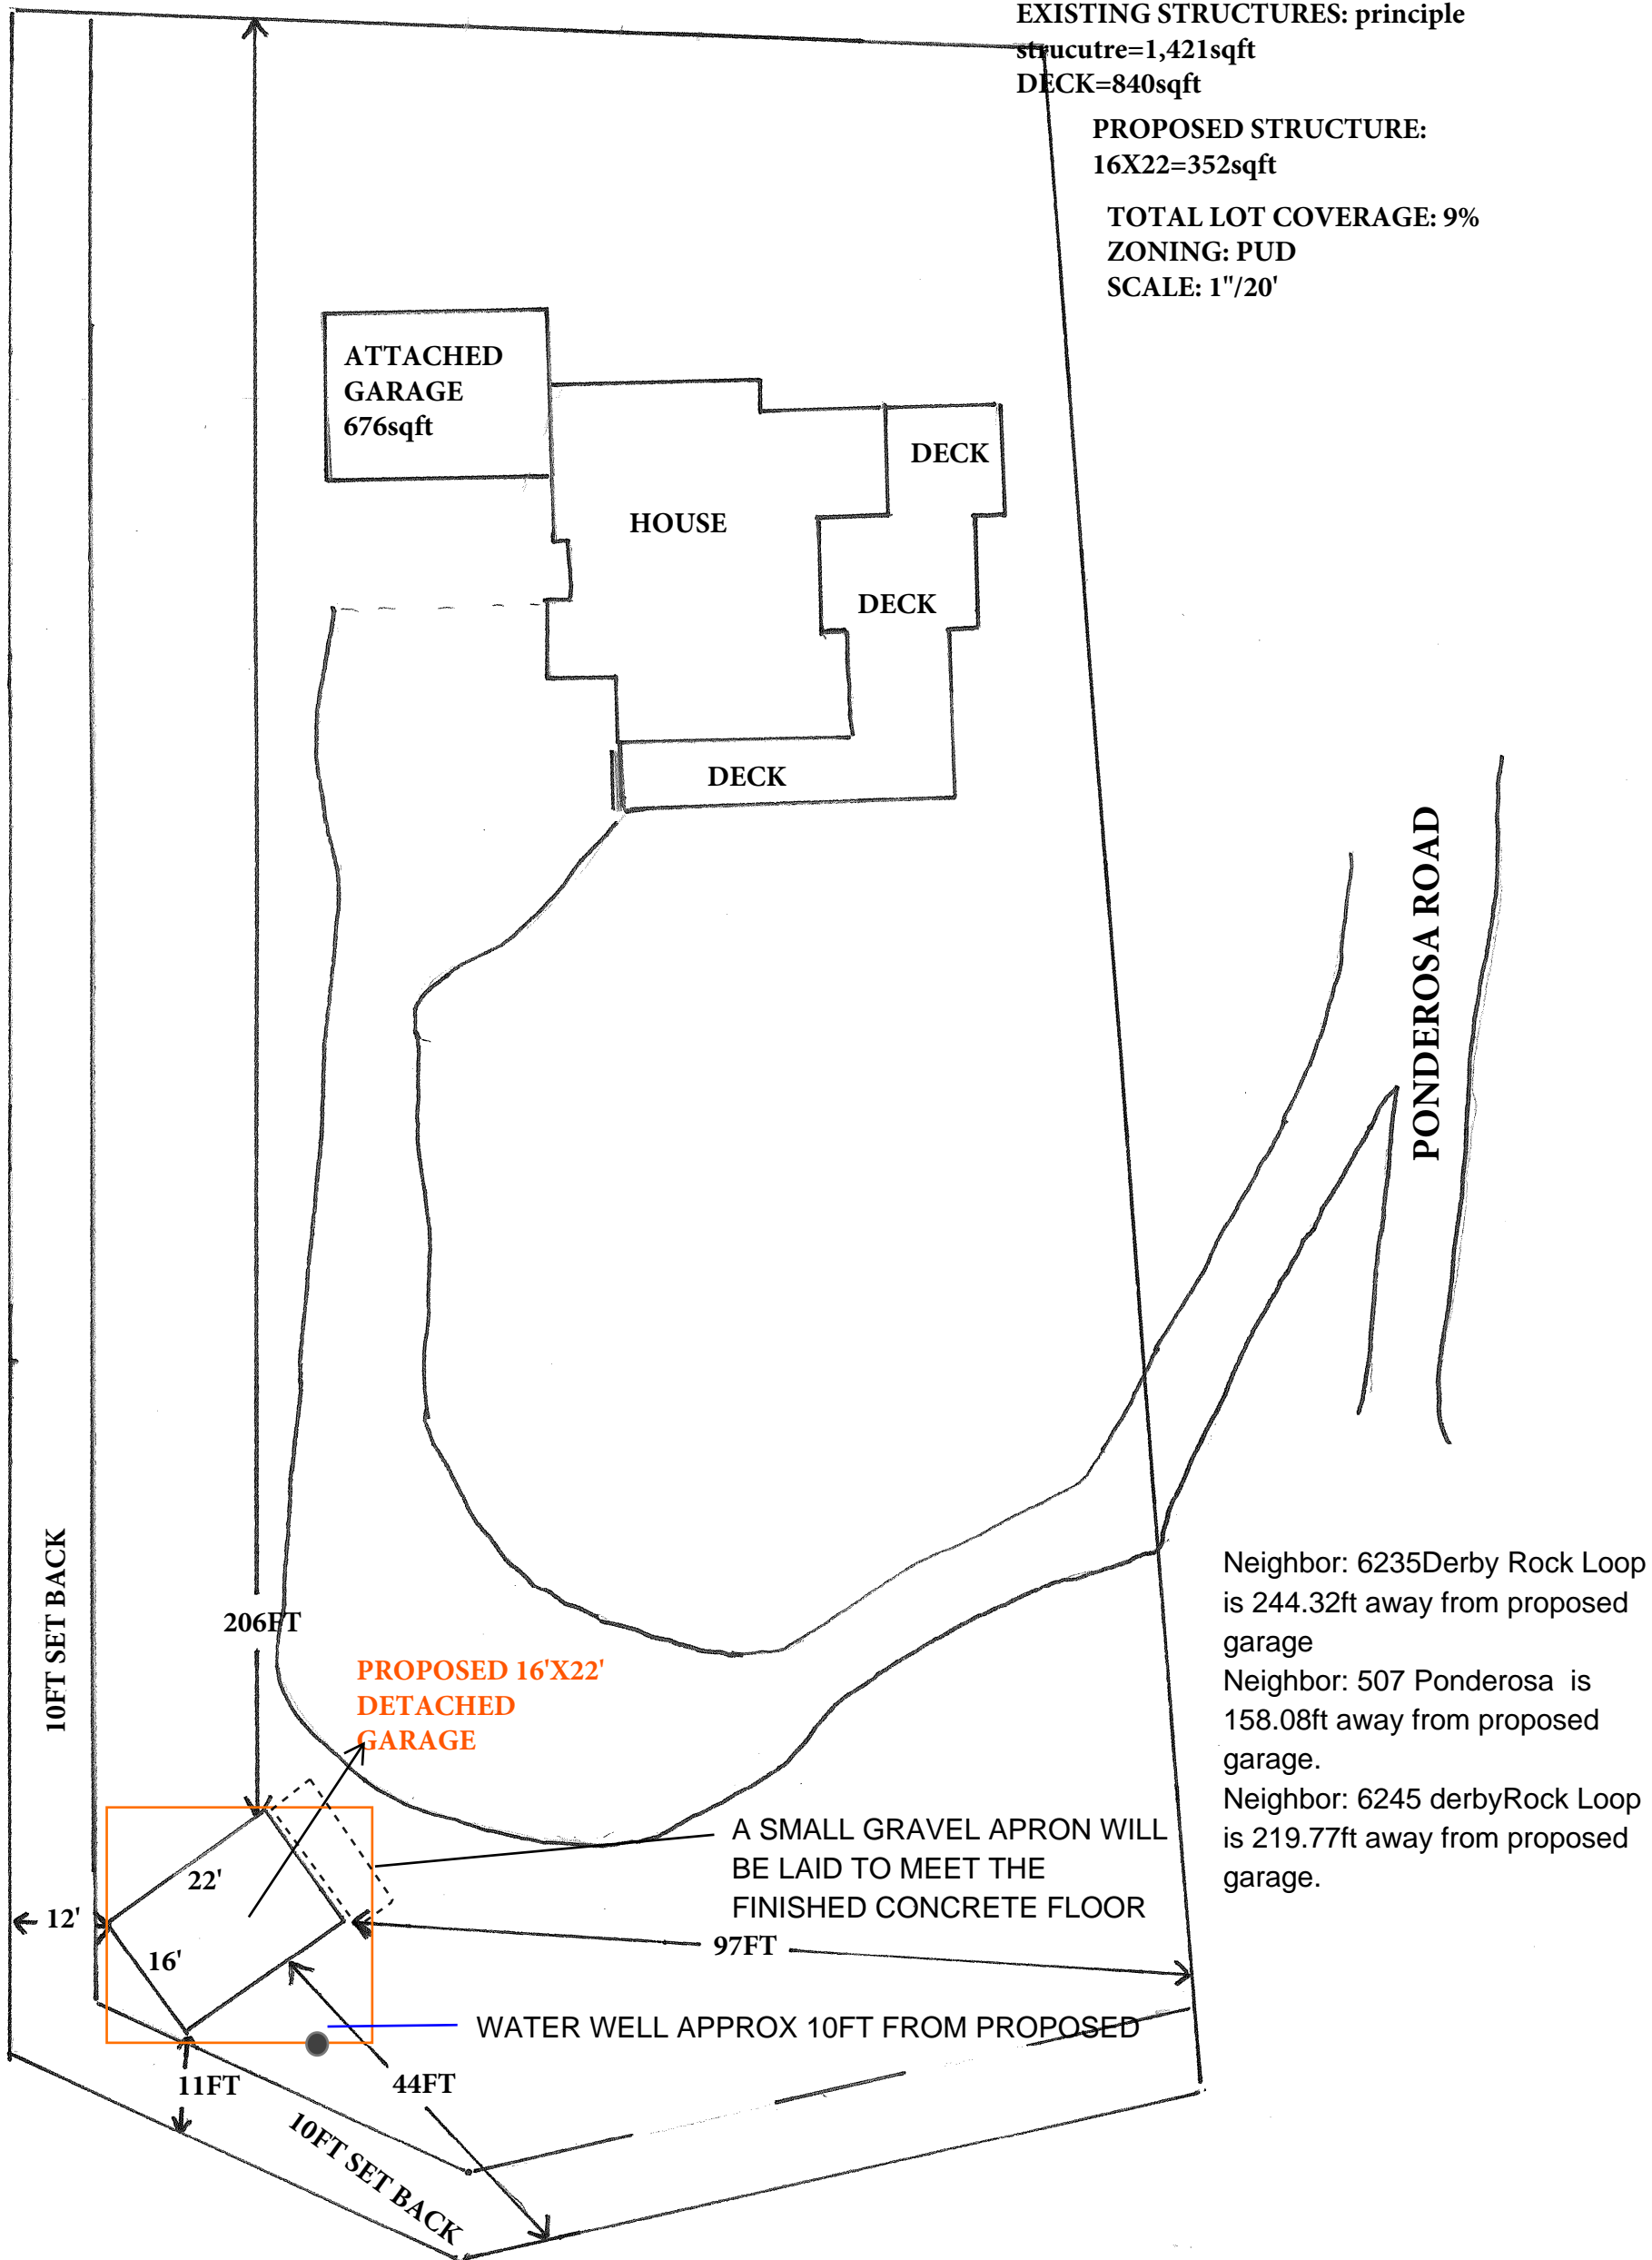 EXISTING STRUCTURES: principle
strucutre=1,421sqft
DECK=840sqft
PROPOSED STRUCTURE:
16X22=352sqft
TOTAL LOT COVERAGE: 9%
ZONING: PUD
SCALE: 1"/20'
ATTACHED
GARAGE
676sqft
DECK
HOUSE
DECK
DECK
PONDEROSA ROAD
10FT SET BACK
206FT
PROPOSED 16'X22'
DETACHED
GARAGE
Neighbor: 6235Derby Rock Loop
is 244.32ft away from proposed
garage
Neighbor: 507 Ponderosa is
158.08ft away from proposed
garage.
Neighbor: 6245 derbyRock Loop
is 219.77ft away from proposed
garage.
A SMALL GRAVEL APRON WILL
BE LAID TO MEET THE
FINISHED CONCRETE FLOOR
22'
12'
16'
97FT
WATER WELL APPROX 10FT FROM PROPOSED
11FT
44FT
10FT SET BACK